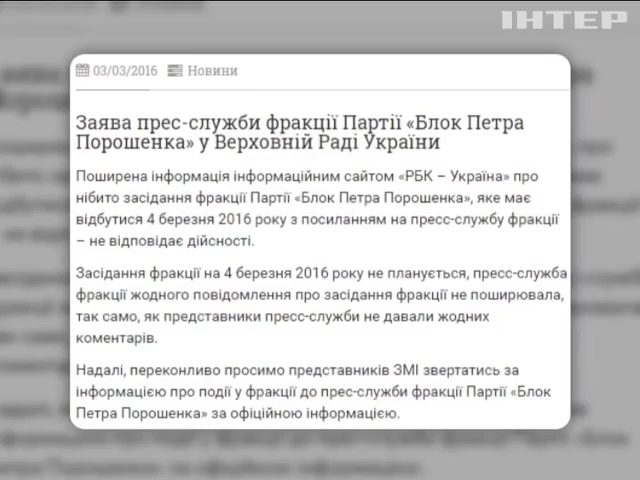 ІНТЕР
03/03/2016 Новини
Заява прес-служби фракції Партії «Блок Петра
Порошенка» у Верховній Раді України
Поширена інформація інформаційним сайтом «РБК – Україна» про
нібито засідання фракції Партії «Блок Петра Порошенка», яке має
відбутися 4 березня 2016 року з посиланням на пресс-службу фракції
– не відповідає дійсності.
Засідання фракції на 4 березня 2016 року не планується, пресс-служба
фракції жодного повідомлення про засідання фракції не поширювала,
так само, як представники пресс-служби не давали жодних
коментарів.
Надалі, переконливо просимо представників ЗМІ звертатись за
інформацією про події у фракції до прес-служби фракції Партії «Блок
Петра Порошенка» за офіційною інформацією.